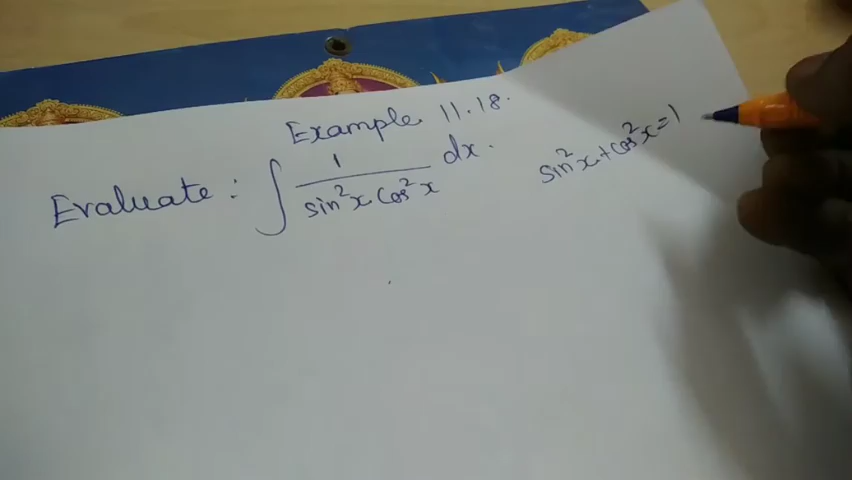 Example 11.18.
Evaluate : ∫ 1/(sin²x cos²x) dx.
sin²x + cos²x = 1